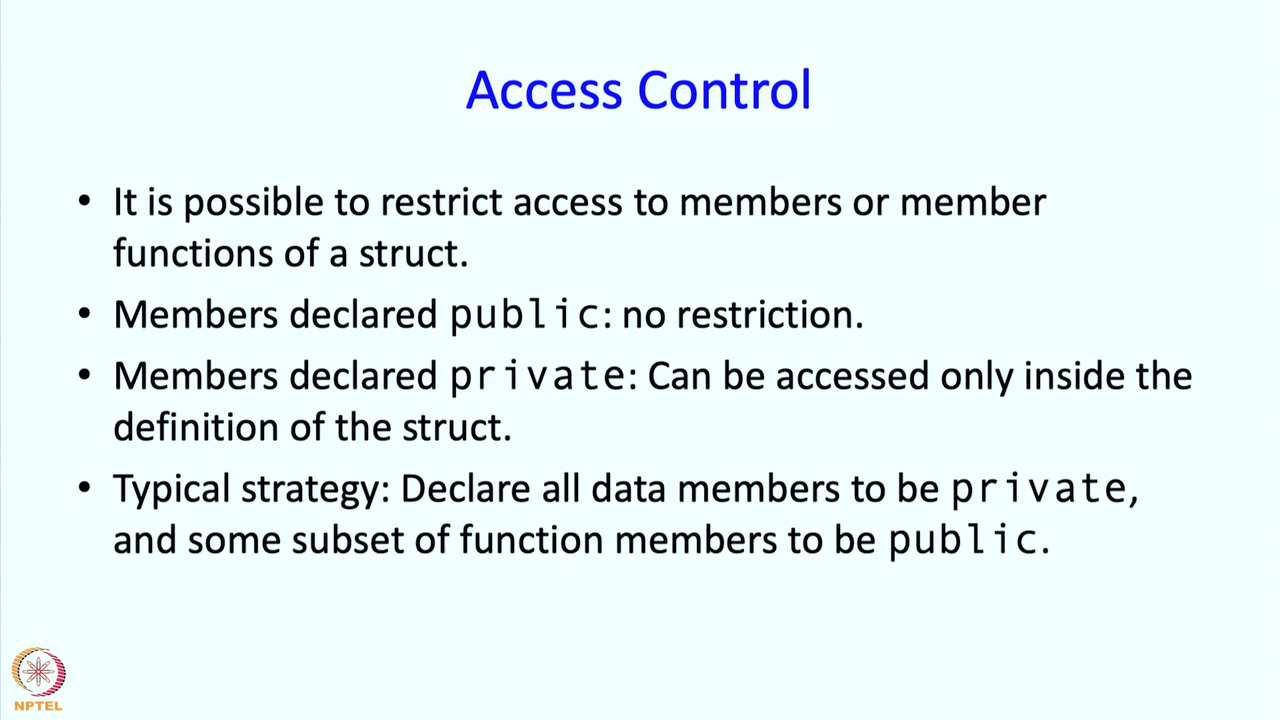 Access Control
• It is possible to restrict access to members or member
functions of a struct.
• Members declared public: no restriction.
• Members declared private: Can be accessed only inside the
definition of the struct.
• Typical strategy: Declare all data members to be private,
and some subset of function members to be public.
NPTEL